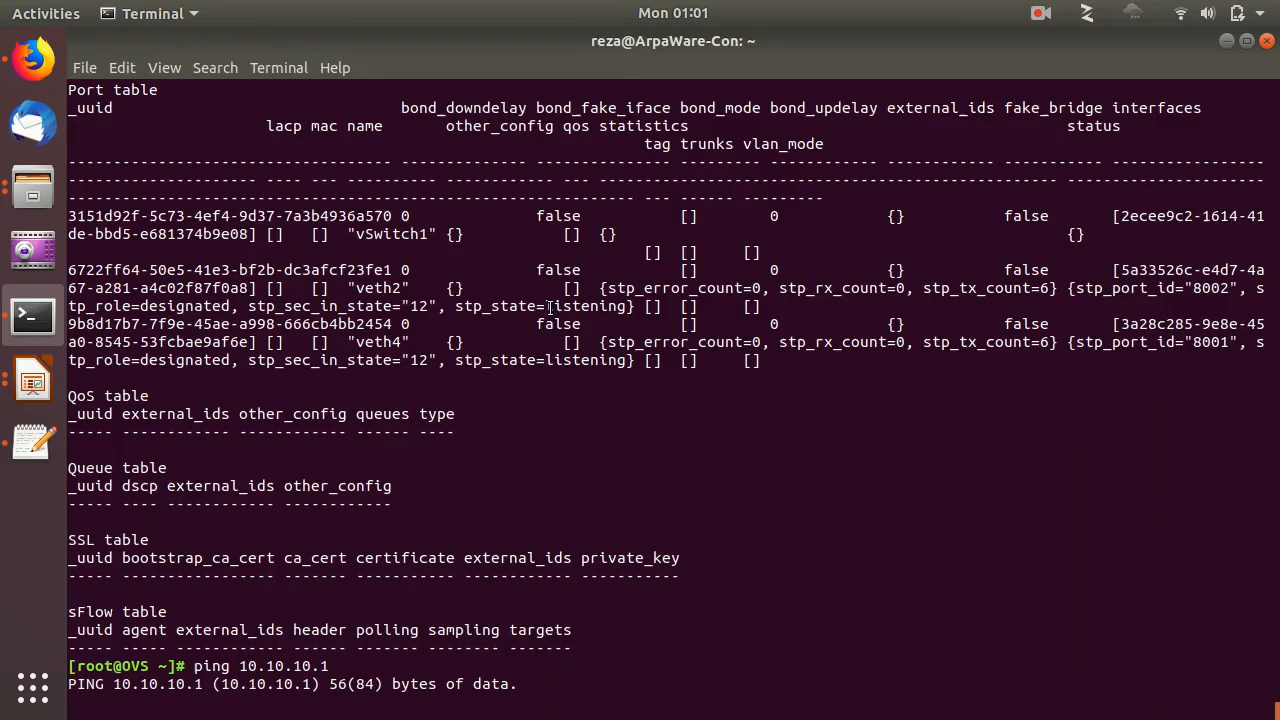 Activities Terminal Mon 01:01
reza@ArpaWare-Con: ~
File Edit View Search Terminal Help
Port table
_uuid bond_downdelay bond_fake_iface bond_mode bond_updelay external_ids fake_bridge interfaces
lacp mac name other_config qos statistics status
tag trunks vlan_mode
------------------------------------ -------------- --------------- --------- ------------ ------------ ----------- -----------------
--------------------- ---- --- --------- ------------ --- --------------------------------------------------- ----------------------
--------------------------------------------------------- --- ------ ---------
3151d92f-5c73-4ef4-9d37-7a3b4936a570 0 false [] 0 {} false [2ecee9c2-1614-41
de-bbd5-e681374b9e08] [] [] "vSwitch1" {} [] {} {}
[] [] []
6722ff64-50e5-41e3-bf2b-dc3afcf23fe1 0 false [] 0 {} false [5a33526c-e4d7-4a
67-a281-a4c02f87f0a8] [] [] "veth2" {} [] {stp_error_count=0, stp_rx_count=0, stp_tx_count=6} {stp_port_id="8002", s
tp_role=designated, stp_sec_in_state="12", stp_state=listening} [] [] []
9b8d17b7-7f9e-45ae-a998-666cb4bb2454 0 false [] 0 {} false [3a28c285-9e8e-45
a0-8545-53fcbae9af6e] [] [] "veth4" {} [] {stp_error_count=0, stp_rx_count=0, stp_tx_count=6} {stp_port_id="8001", s
tp_role=designated, stp_sec_in_state="12", stp_state=listening} [] [] []
QoS table
_uuid external_ids other_config queues type
----- ------------ ------------ ------ ----
Queue table
_uuid dscp external_ids other_config
----- ---- ------------ ------------
SSL table
_uuid bootstrap_ca_cert ca_cert certificate external_ids private_key
----- ----------------- ------- ----------- ------------ -----------
sFlow table
_uuid agent external_ids header polling sampling targets
----- ----- ------------ ------ ------- -------- -------
[root@OVS ~]# ping 10.10.10.1
PING 10.10.10.1 (10.10.10.1) 56(84) bytes of data.